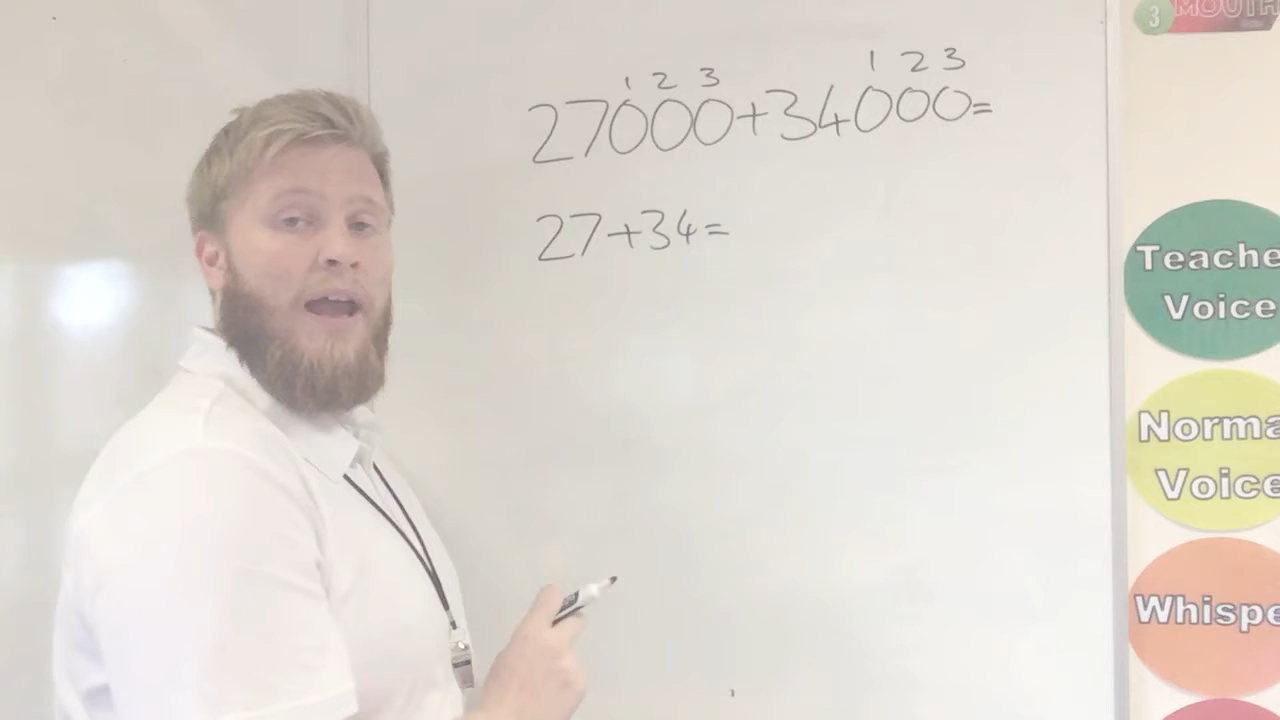 1 2 3 1 2 3
27000+34000=
27+34=
3 MOUTH
Teache
Voice
Norma
Voice
Whispe